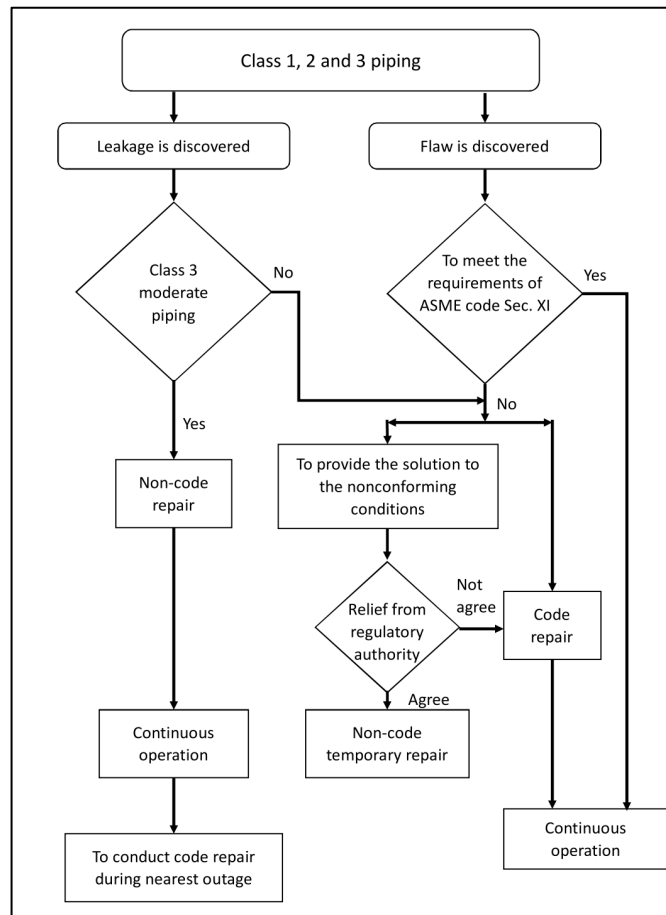 Class 1, 2 and 3 piping
Leakage is discovered
Flaw is discovered
Class 3
moderate
piping
No
To meet the
requirements of
ASME code Sec. XI
Yes
No
Yes
Non-code
repair
To provide the solution to
the nonconforming
conditions
Relief from
regulatory
authority
Not
agree
Code
repair
Agree
Continuous
operation
Non-code
temporary repair
To conduct code repair
during nearest outage
Continuous
operation